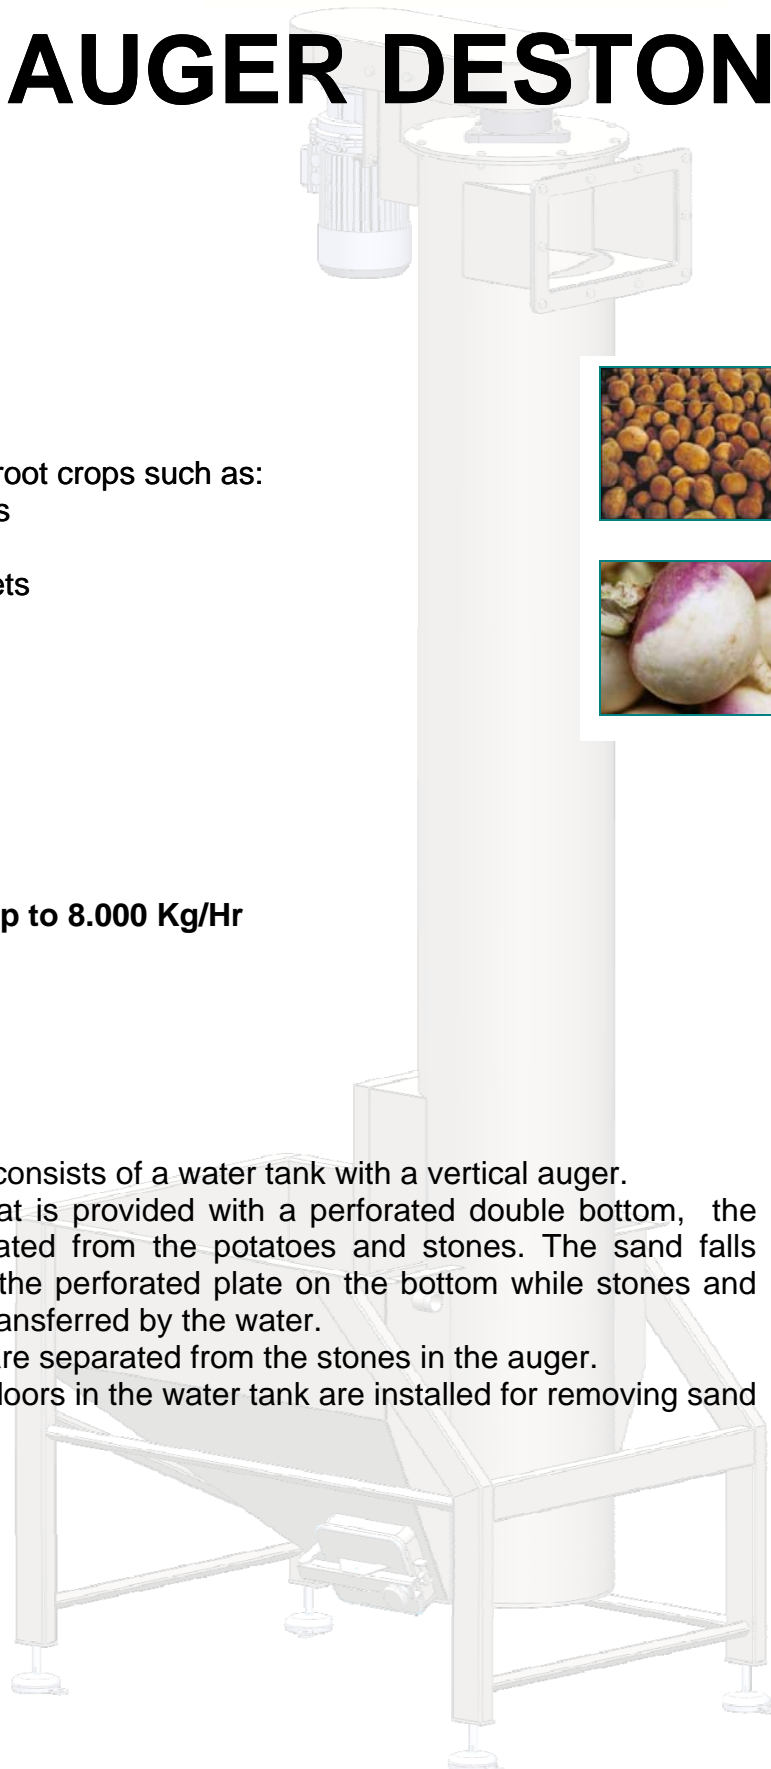 AUGER DESTON
root crops such as:
s
ets
p to 8.000 Kg/Hr
consists of a water tank with a vertical auger.
at is provided with a perforated double bottom, the
ated from the potatoes and stones. The sand falls
the perforated plate on the bottom while stones and
ansferred by the water.
are separated from the stones in the auger.
doors in the water tank are installed for removing sand